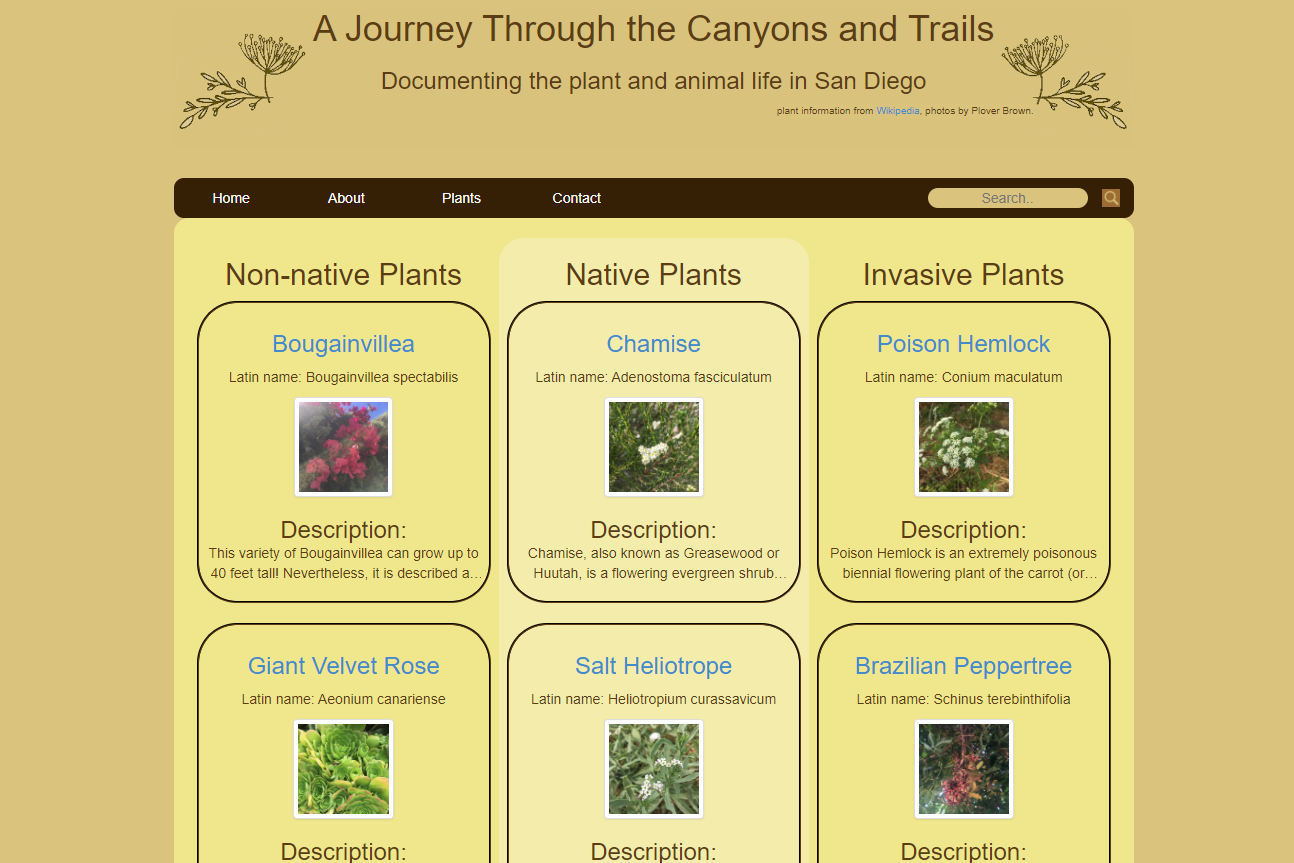 A Journey Through the Canyons and Trails
Documenting the plant and animal life in San Diego
plant information from Wikipedia, photos by Plover Brown.
Home About Plants Contact Search..
Non-native Plants
Bougainvillea
Latin name: Bougainvillea spectabilis
Description:
This variety of Bougainvillea can grow up to
40 feet tall! Nevertheless, it is described a…
Giant Velvet Rose
Latin name: Aeonium canariense
Description:
Native Plants
Chamise
Latin name: Adenostoma fasciculatum
Description:
Chamise, also known as Greasewood or
Huutah, is a flowering evergreen shrub…
Salt Heliotrope
Latin name: Heliotropium curassavicum
Description:
Invasive Plants
Poison Hemlock
Latin name: Conium maculatum
Description:
Poison Hemlock is an extremely poisonous
biennial flowering plant of the carrot (or…
Brazilian Peppertree
Latin name: Schinus terebinthifolia
Description: